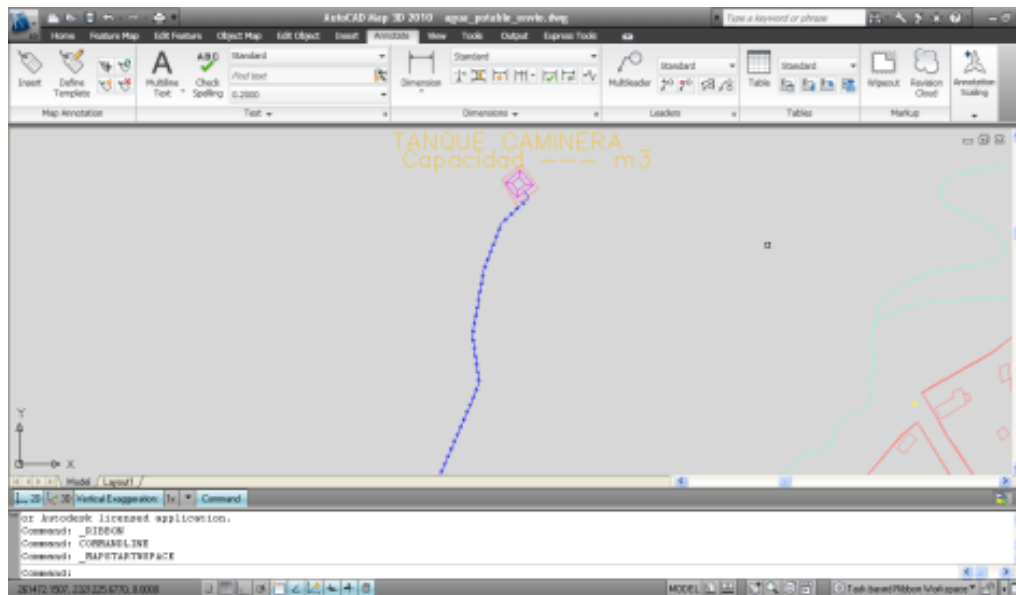 AutoCAD Map 3D 2010 agua_potable_envio.dwg
Type a keyword or phrase
Home Feature Map Edit Feature Object Map Edit Object Insert Annotate View Tools Output Express Tools
Standard
Find text
0.2000
Standard
Standard
Standard
Insert Define Template Multiline Text Check Spelling Dimension Multileader Table Wipeout Revision Cloud Annotation Scaling
Map Annotation Text Dimensions Leaders Tables Markup
TANQUE CAMINERA
Capacidad --- m3
Y
X
Model Layout1
2D 3D Vertical Exaggeration: 1x Command
or Autodesk licensed application.
Command: _RIBBON
Command: COMMANDLINE
Command: _MAPSTARTWSPACE
Command:
MODEL Task-based Ribbon Workspace